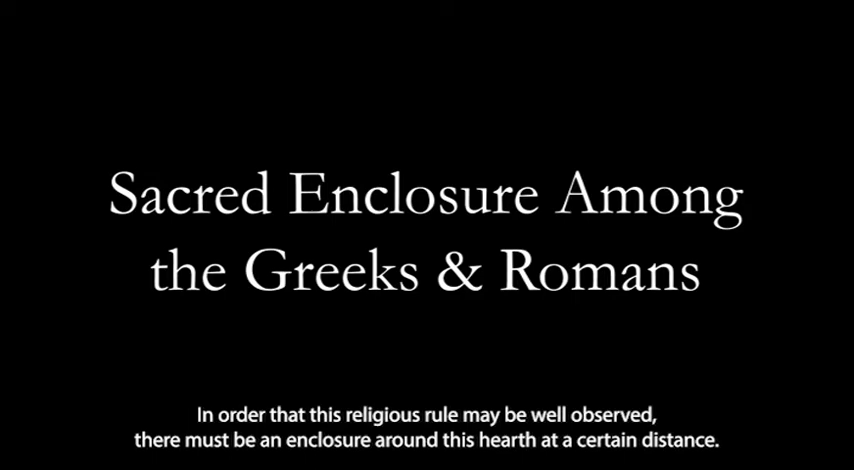 Sacred Enclosure Among
the Greeks & Romans
In order that this religious rule may be well observed,
there must be an enclosure around this hearth at a certain distance.